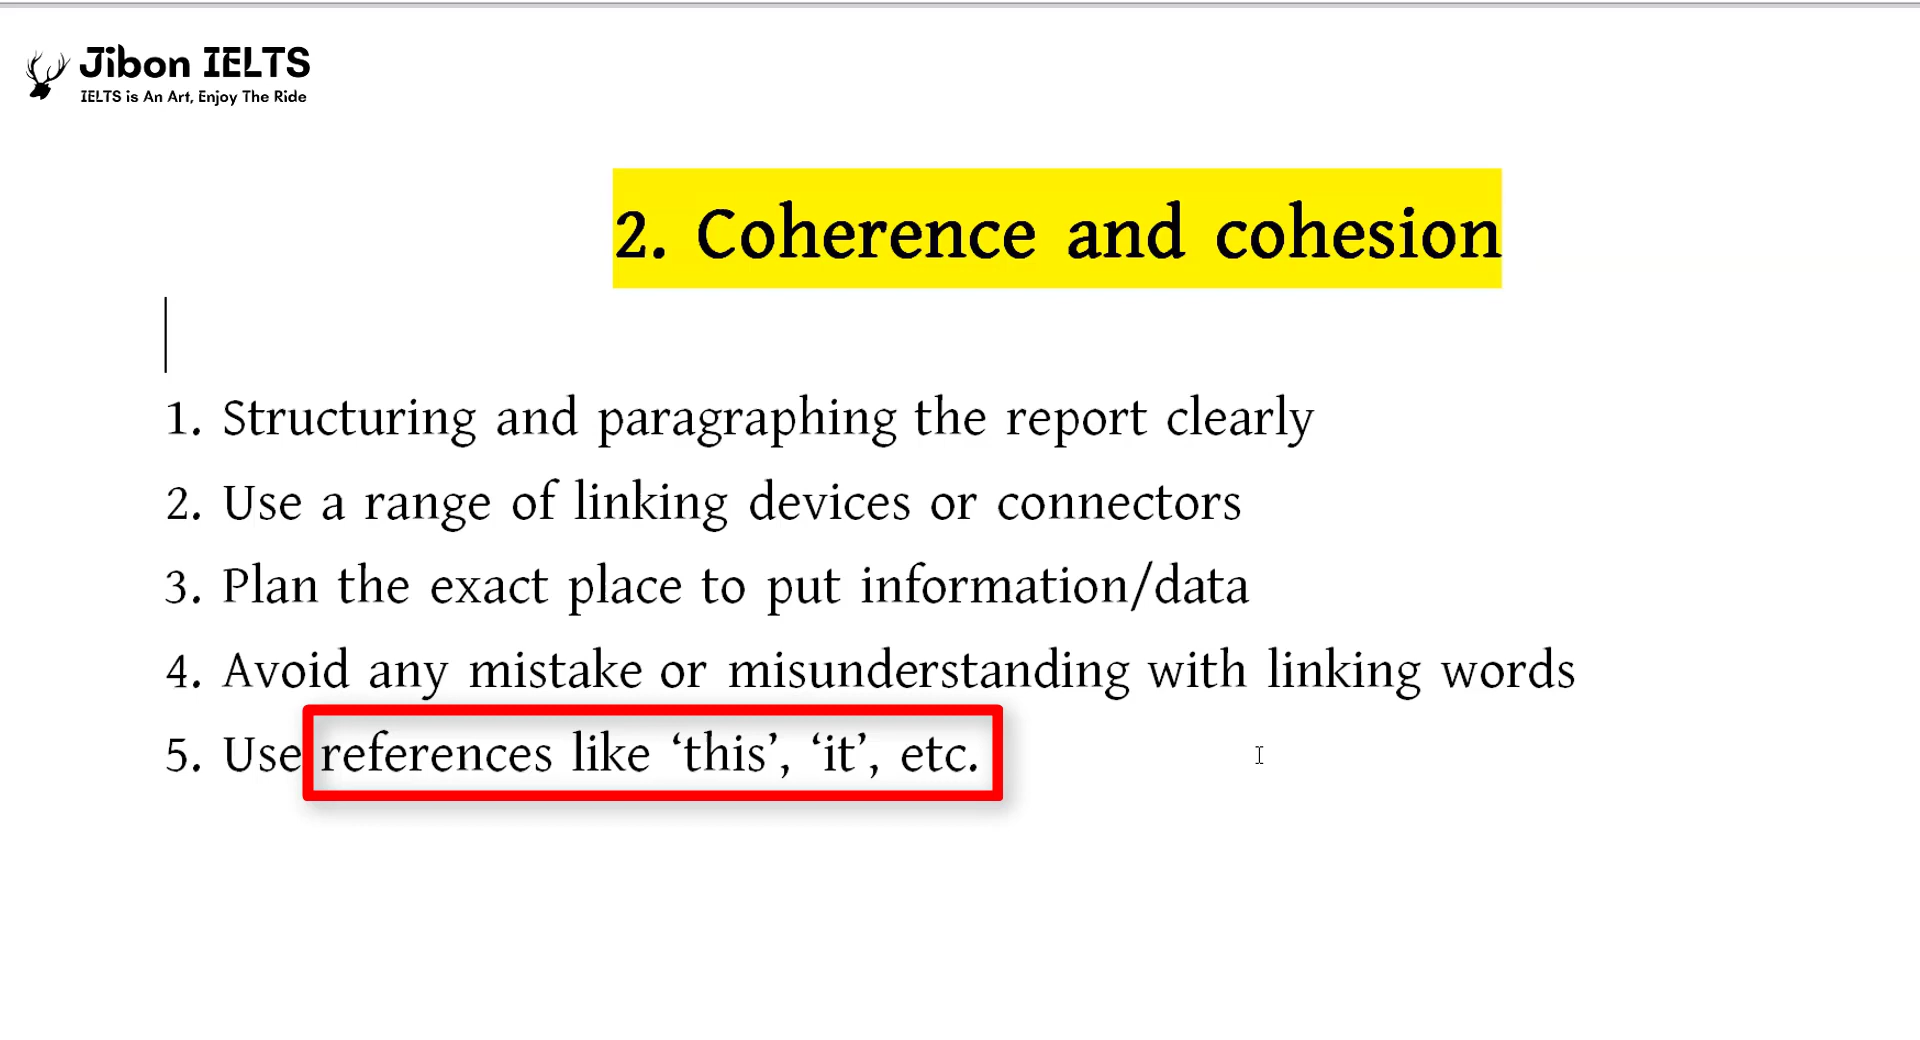 Jibon IELTS
IELTS is An Art, Enjoy The Ride
2. Coherence and cohesion
1. Structuring and paragraphing the report clearly
2. Use a range of linking devices or connectors
3. Plan the exact place to put information/data
4. Avoid any mistake or misunderstanding with linking words
5. Use references like ‘this’, ‘it’, etc.